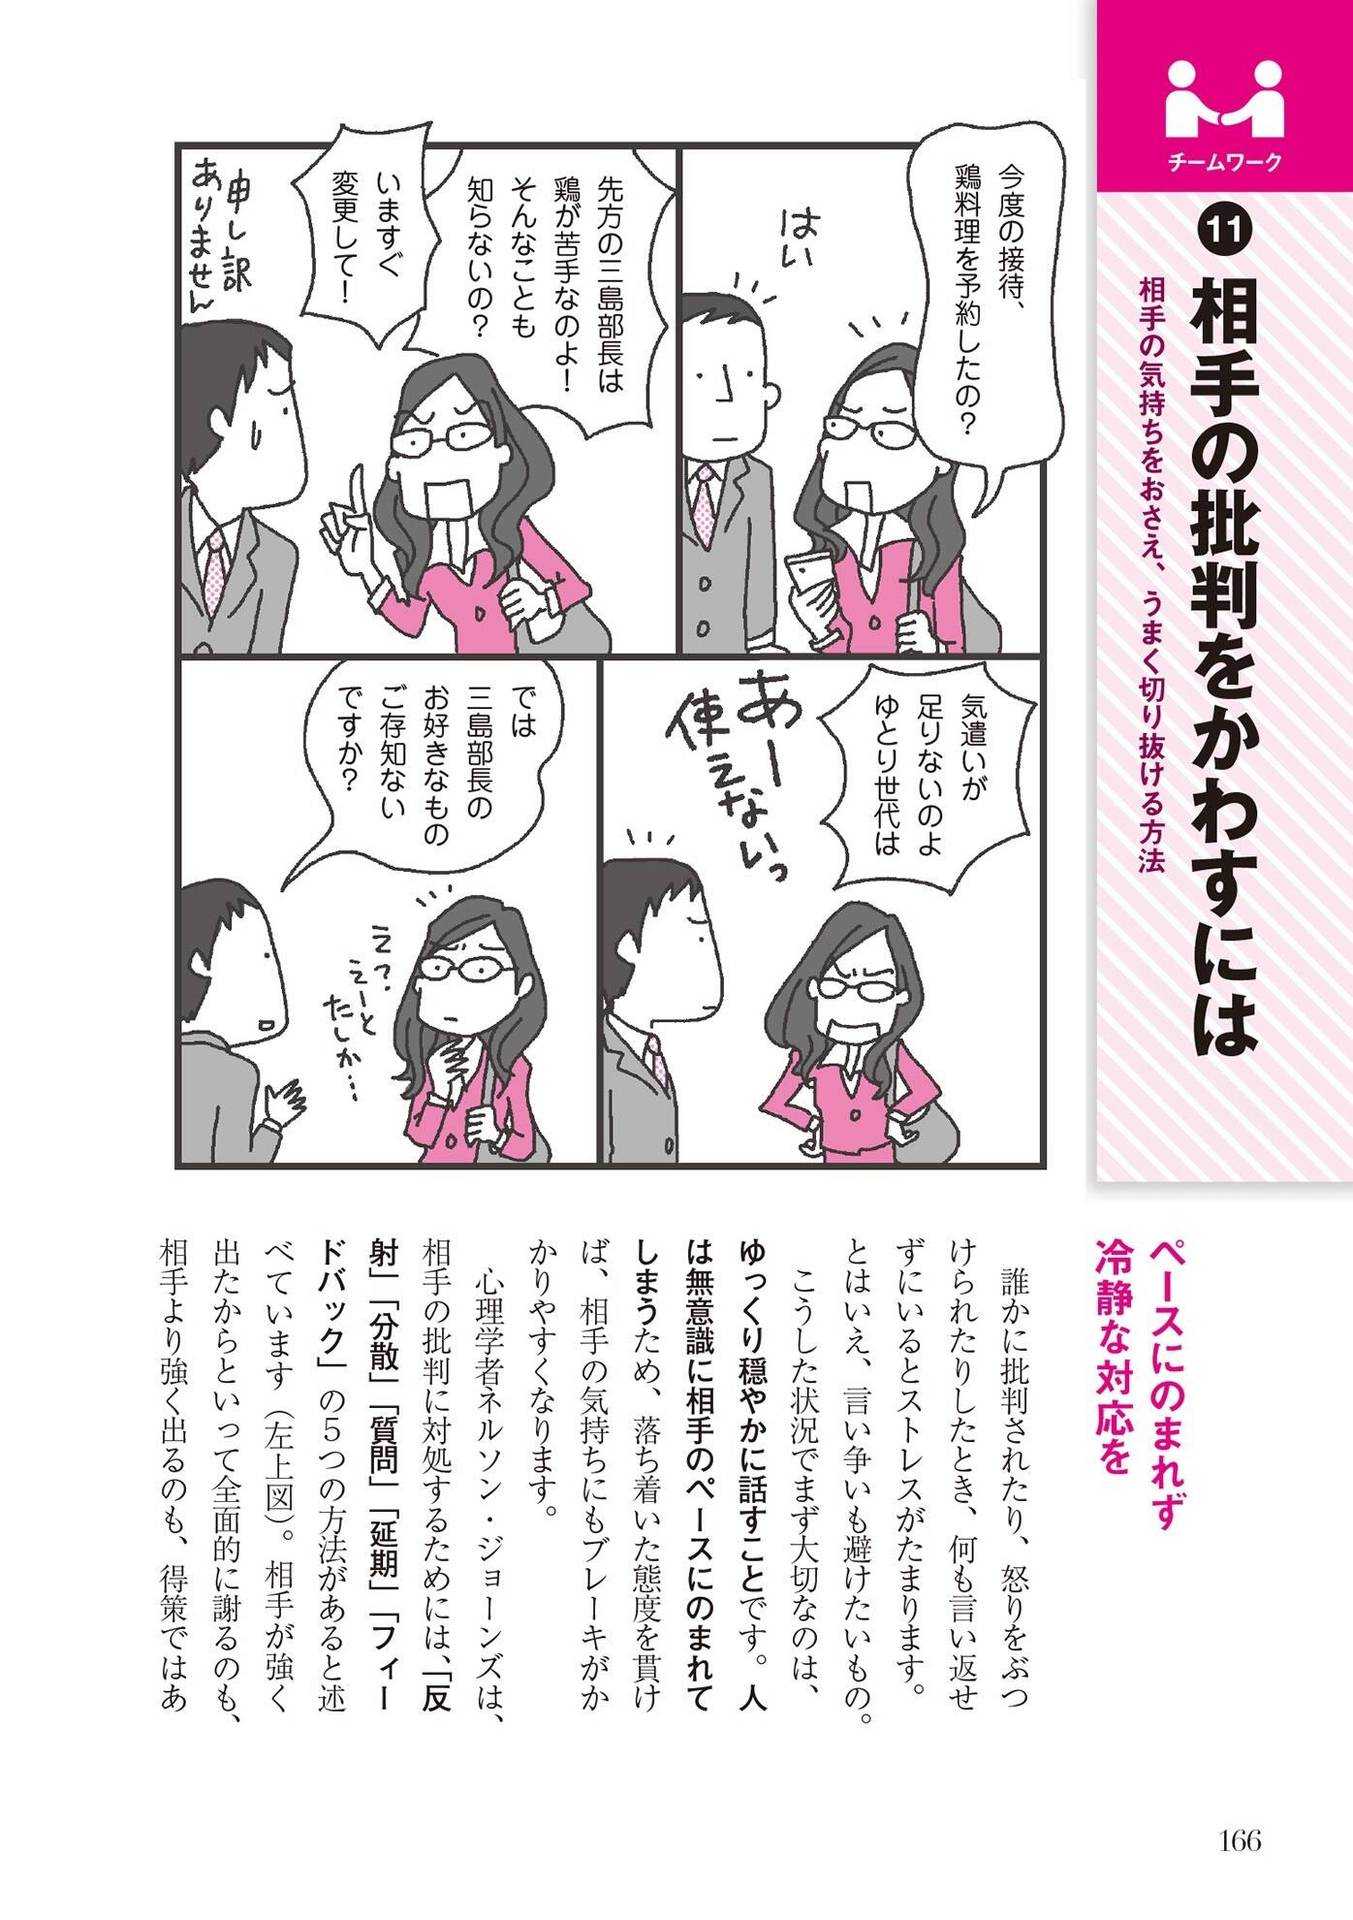 チームワーク
11
相手の批判をかわすには
相手の気持ちをおさえ、うまく切り抜ける方法
今度の接待、
鶏料理を予約したの？
はい
先方の三島部長は
鶏が苦手なのよ！
そんなことも
知らないの？
いますぐ
変更して！
申し訳
ありません
気遣いが
足りないのよ
ゆとり世代は
あー
使えないっ
では
三島部長の
お好きなもの
ご存知ない
ですか？
え？
えーと
たしか…
ペースにのまれず
冷静な対応を
誰かに批判されたり、怒りをぶつ
けられたりしたとき、何も言い返せ
ずにいるとストレスがたまります。
とはいえ、言い争いも避けたいもの。
こうした状況でまず大切なのは、
ゆっくり穏やかに話すことです。人
は無意識に相手のペースにのまれて
しまうため、落ち着いた態度を貫け
ば、相手の気持ちにもブレーキがか
かりやすくなります。
心理学者ネルソン・ジョーンズは、
相手の批判に対処するためには、「反
射」「分散」「質問」「延期」「フィー
ドバック」の５つの方法があると述
べています（左上図）。相手が強く
出たからといって全面的に謝るのも、
相手より強く出るのも、得策ではあ
166